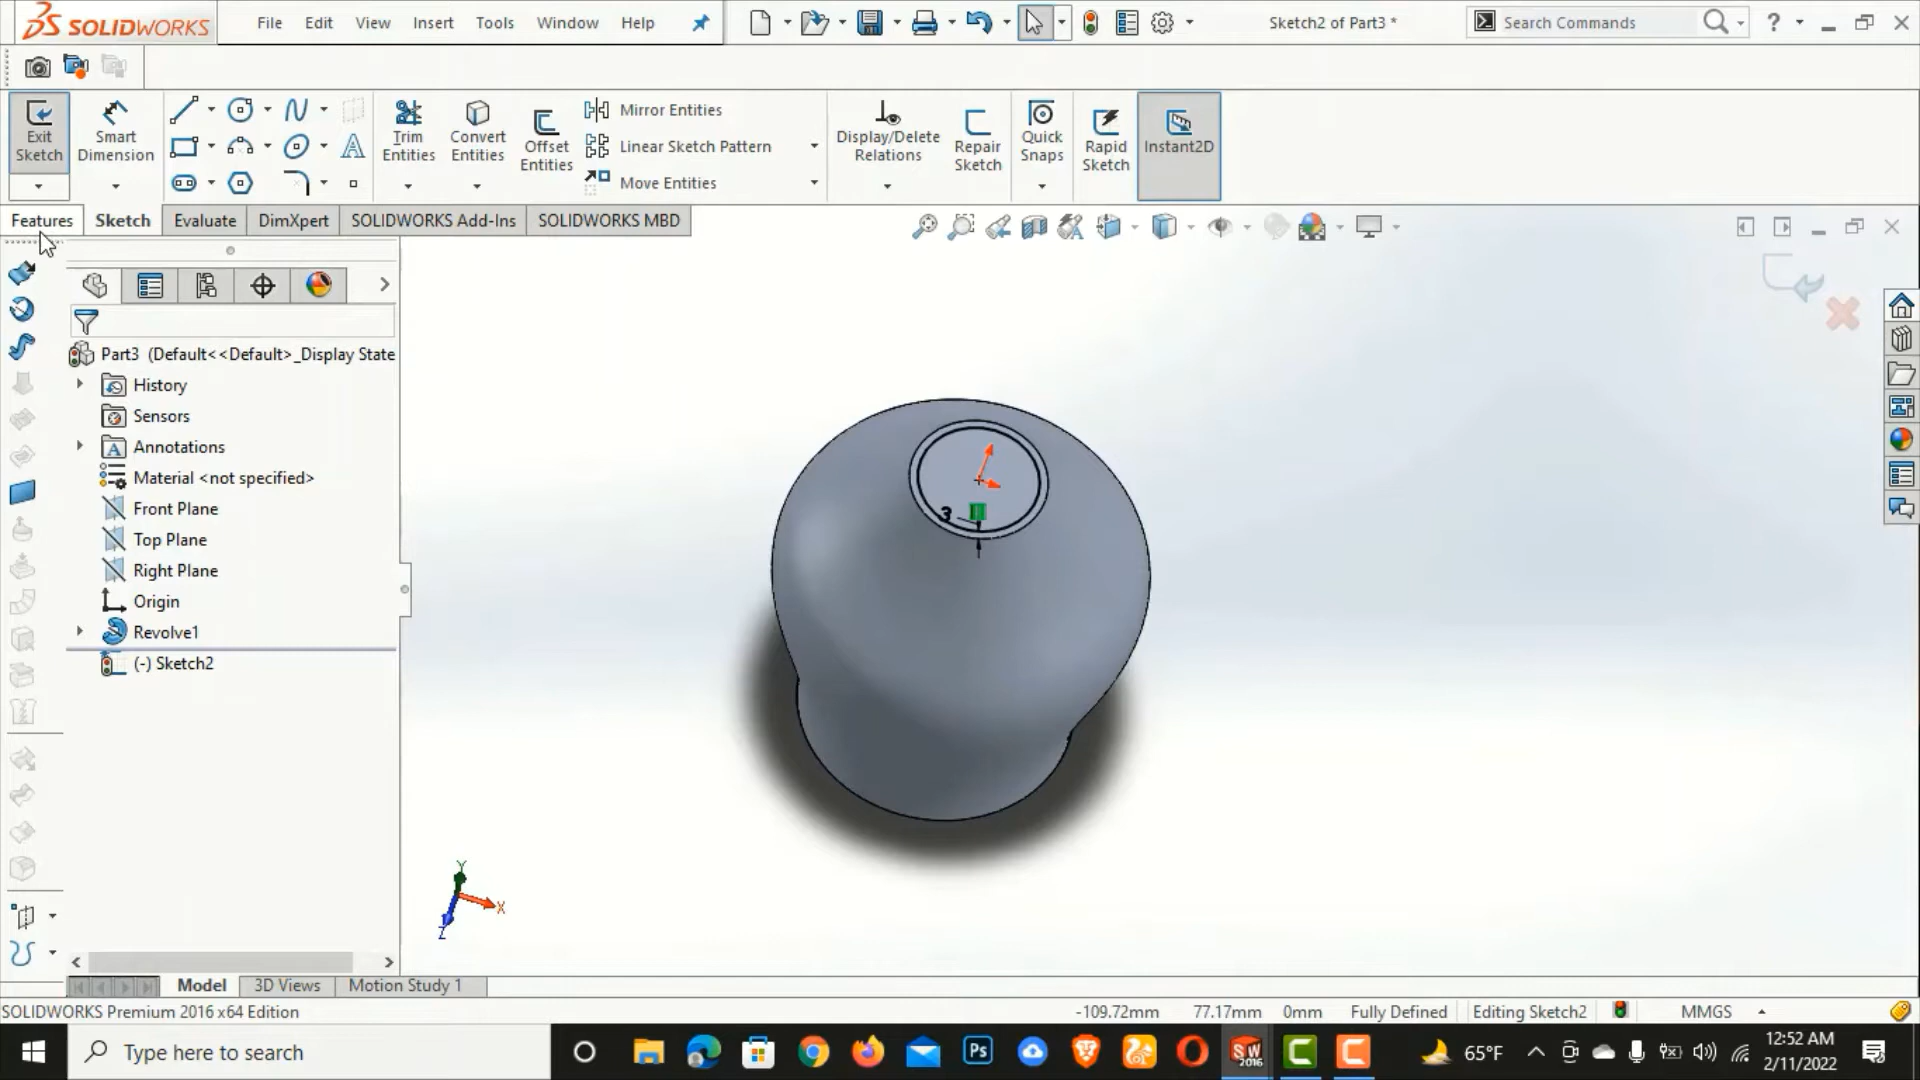 SOLIDWORKS
File Edit View Insert Tools Window Help
Sketch2 of Part3 *
Search Commands
Exit Sketch
Smart Dimension
Trim Entities
Convert Entities
Offset Entities
Mirror Entities
Linear Sketch Pattern
Move Entities
Display/Delete Relations
Repair Sketch
Quick Snaps
Rapid Sketch
Instant2D
Features Sketch Evaluate DimXpert SOLIDWORKS Add-Ins SOLIDWORKS MBD
Part3 (Default<<Default>_Display State
History
Sensors
Annotations
Material <not specified>
Front Plane
Top Plane
Right Plane
Origin
Revolve1
(-) Sketch2
3
Y
X
Z
Model 3D Views Motion Study 1
SOLIDWORKS Premium 2016 x64 Edition
-109.72mm 77.17mm 0mm Fully Defined Editing Sketch2 MMGS
Type here to search
Ps
SW 2016
65°F
12:52 AM
2/11/2022